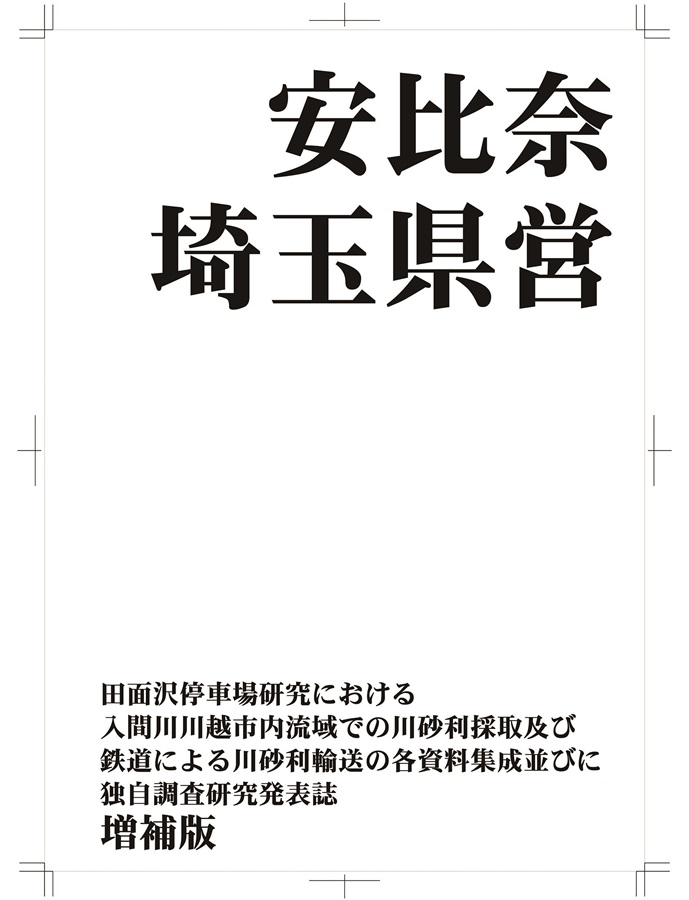 安比奈
埼玉県営
田面沢停車場研究における
入間川川越市内流域での川砂利採取及び
鉄道による川砂利輸送の各資料集成並びに
独自調査研究発表誌
増補版